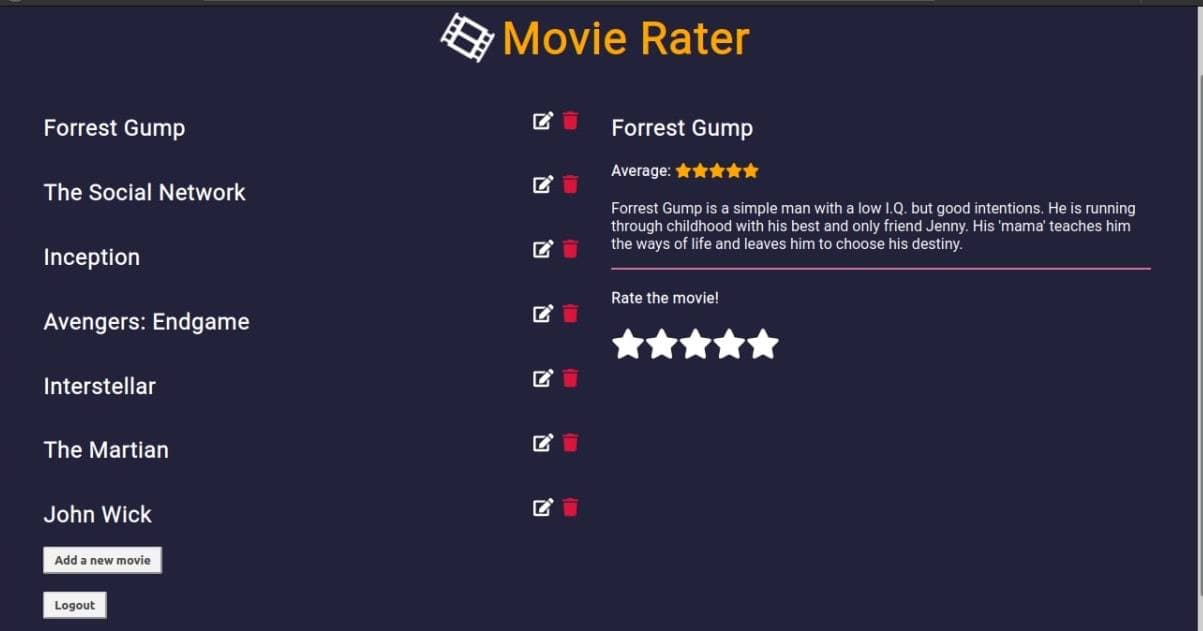 Movie Rater
Forrest Gump
The Social Network
Inception
Avengers: Endgame
Interstellar
The Martian
John Wick
Add a new movie
Logout
Forrest Gump
Average:
Forrest Gump is a simple man with a low I.Q. but good intentions. He is running
through childhood with his best and only friend Jenny. His 'mama' teaches him
the ways of life and leaves him to choose his destiny.
Rate the movie!